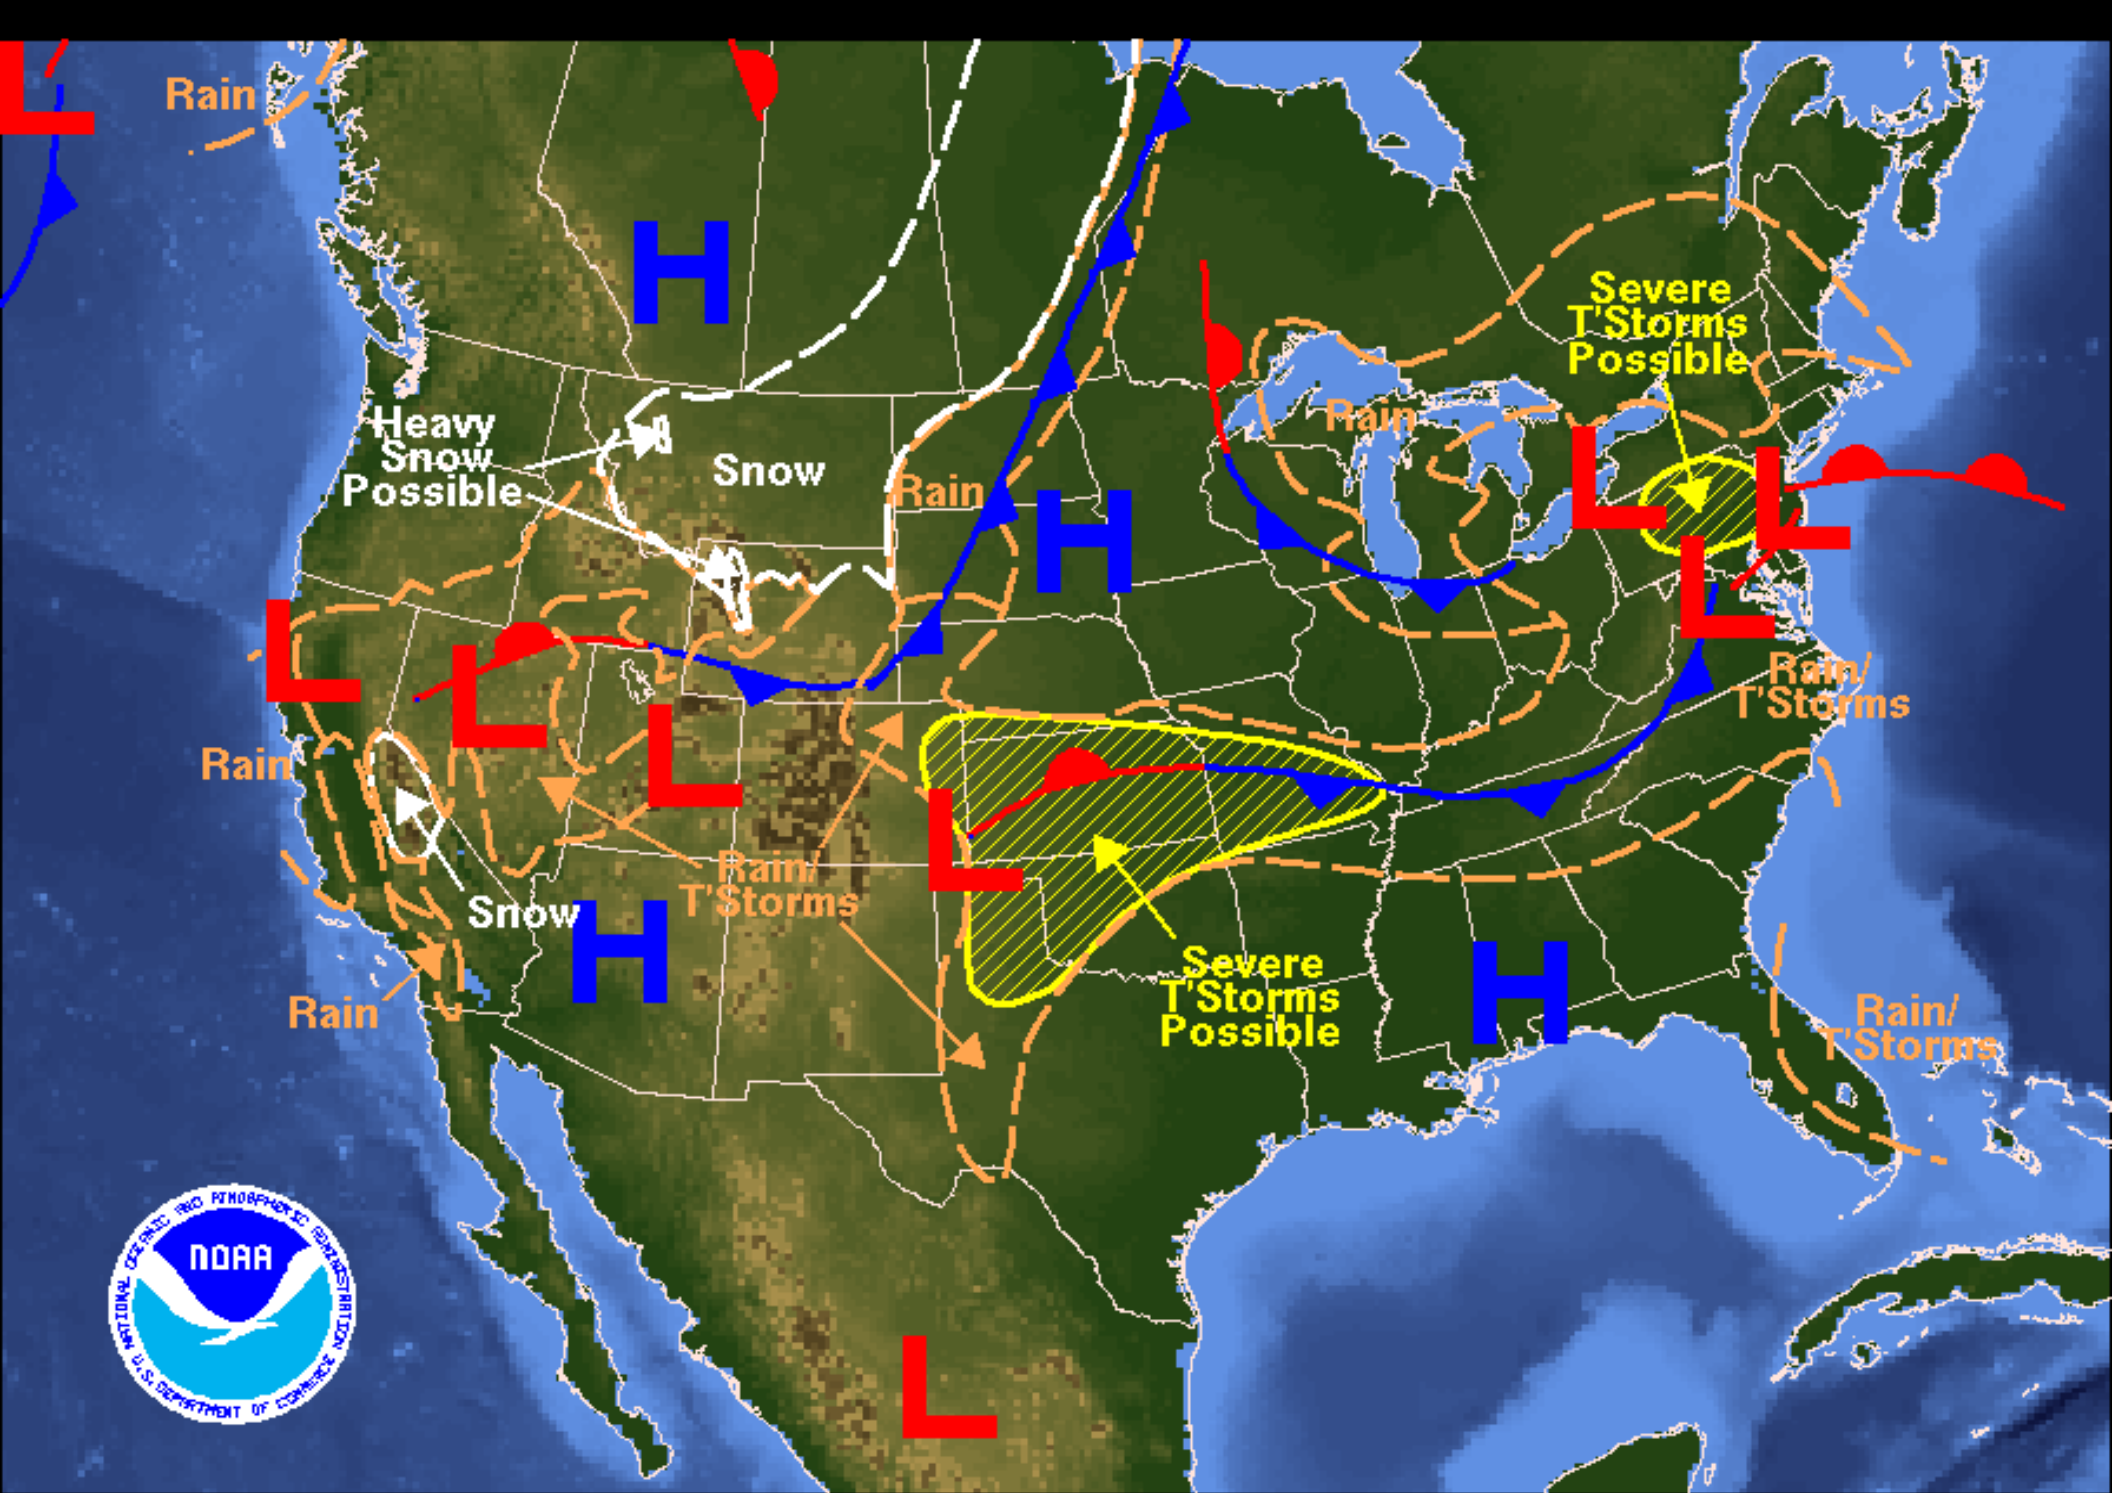 L
Rain
H
Severe
T'Storms
Possible
Heavy
Snow
Possible
Snow
Rain
Rain
H
L
L
L
L
L
L
Rain
Rain/
T'Storms
L
L
Rain/
T'Storms
Snow
H
Severe
T'Storms
Possible
H
Rain
Rain/
T'Storms
NATIONAL OCEANIC AND ATMOSPHERIC ADMINISTRATION
NOAA
U.S. DEPARTMENT OF COMMERCE
L